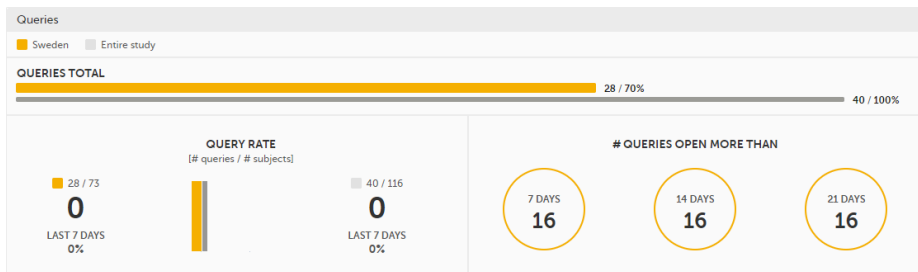 Queries
Sweden Entire study
QUERIES TOTAL
28 / 70%
40 / 100%
QUERY RATE
[# queries / # subjects]
28 / 73
0
LAST 7 DAYS
0%
40 / 116
0
LAST 7 DAYS
0%
# QUERIES OPEN MORE THAN
7 DAYS
16
14 DAYS
16
21 DAYS
16